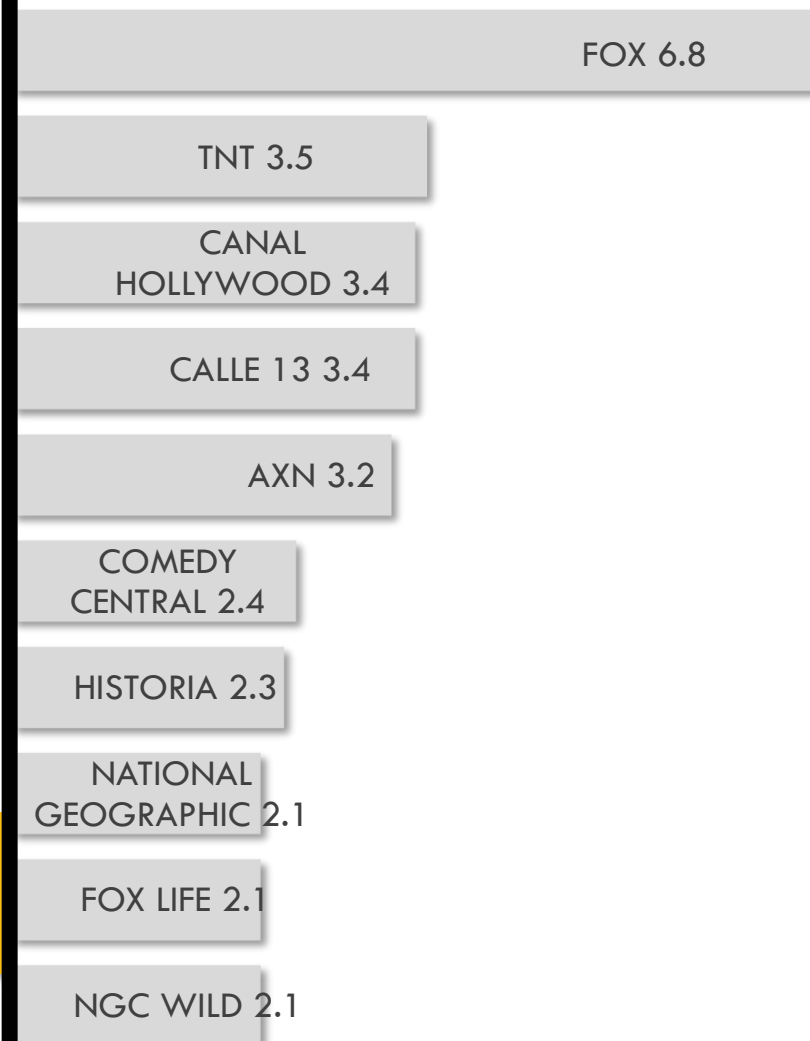 FOX 6.8
TNT 3.5
CANAL
HOLLYWOOD 3.4
CALLE 13 3.4
AXN 3.2
COMEDY
CENTRAL 2.4
HISTORIA 2.3
NATIONAL
GEOGRAPHIC 2.1
FOX LIFE 2.1
NGC WILD 2.1